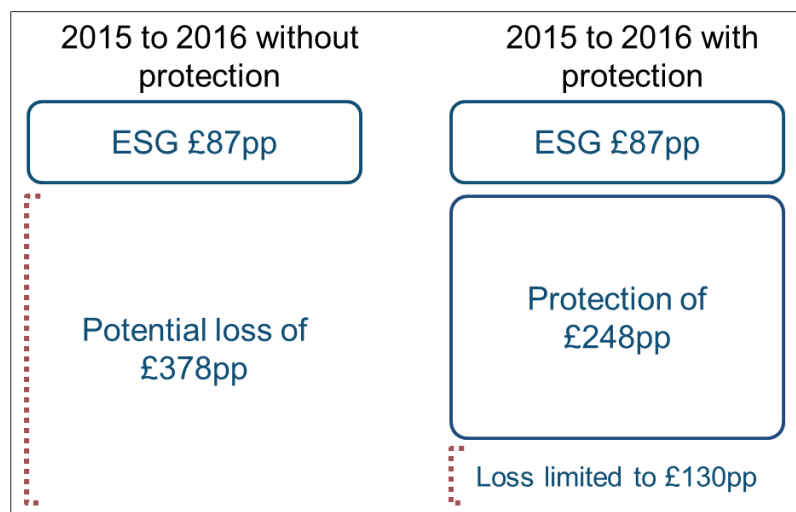 2015 to 2016 without
protection
ESG £87pp
Potential loss of
£378pp
2015 to 2016 with
protection
ESG £87pp
Protection of
£248pp
Loss limited to £130pp